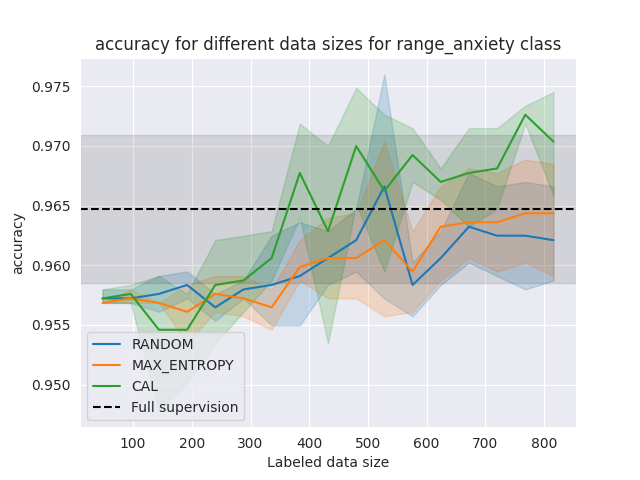 accuracy for different data sizes for range_anxiety class
0.975
0.970
0.965
0.960
0.955
0.950
accuracy
RANDOM
MAX_ENTROPY
CAL
Full supervision
100 200 300 400 500 600 700 800
Labeled data size